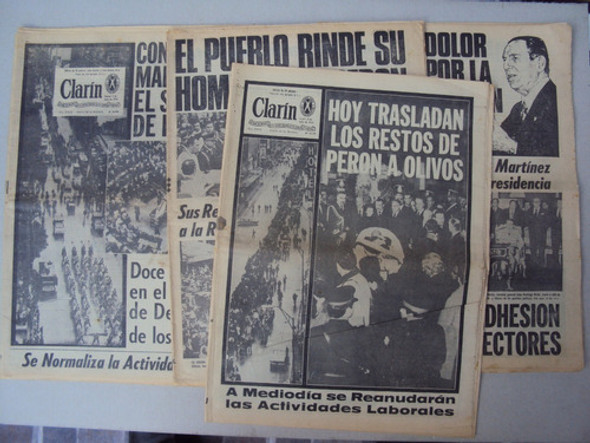 CON
Clarín
EL S
DE
Doce
en el
de De
de los
Se Normaliza la Activida
EL PUEBLO RINDE SU
HOM
Sus Re
a la R
DOLOR
POR LA
N
Martínez
residencia
DHESION
ECTORES
Clarín
HOY TRASLADAN
LOS RESTOS DE
PERON A OLIVOS
A Mediodía se Reanudarán
las Actividades Laborales